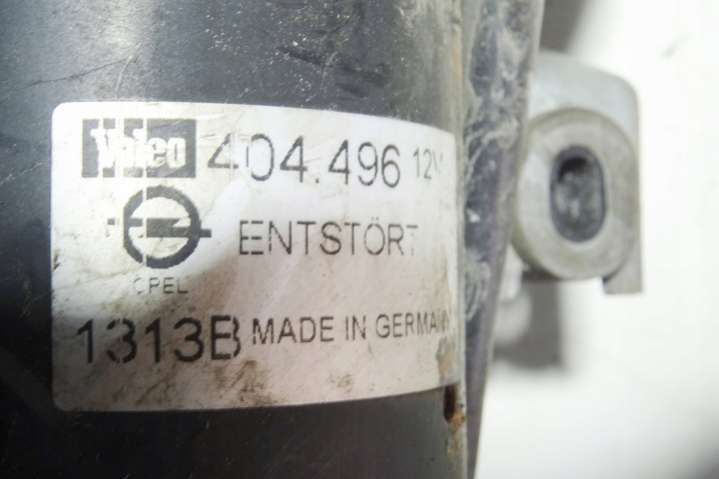 Valeo 404.496 12V
ENTSTÖRT
OPEL
1313B MADE IN GERMANY